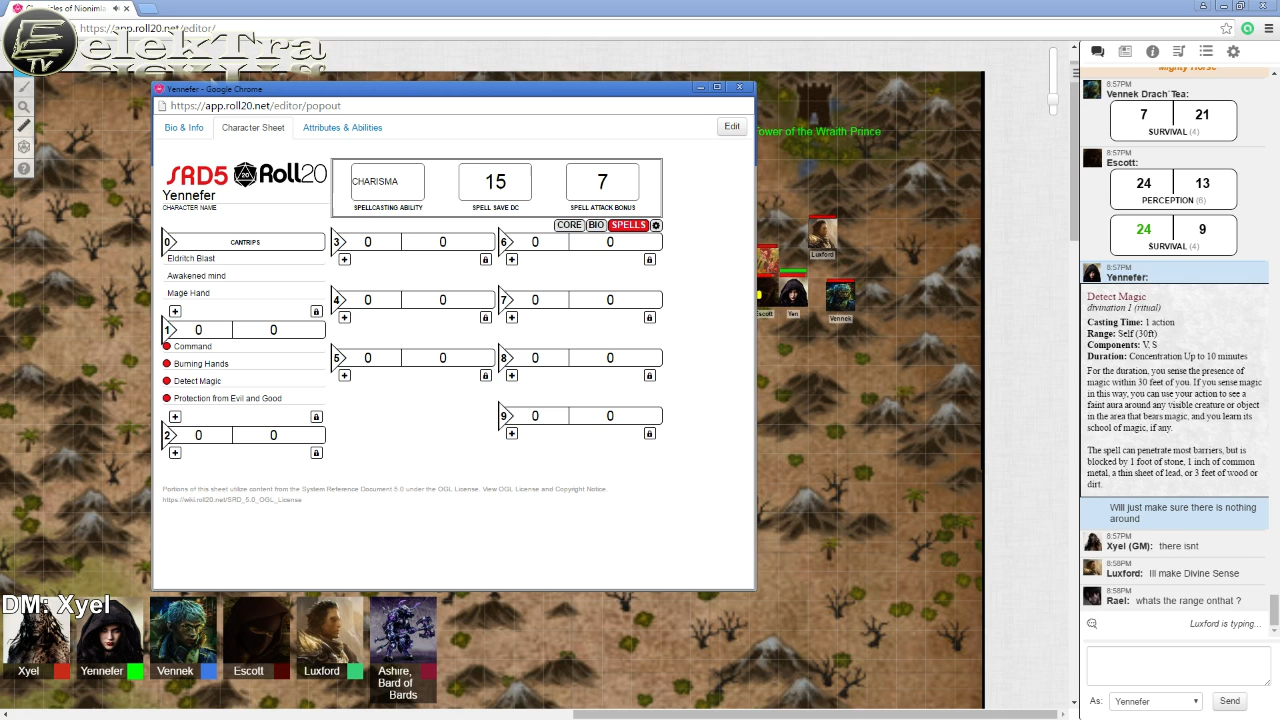 Chronicles of Nionimla
https://app.roll20.net/editor/
elekTra
TV
Yennefer - Google Chrome
https://app.roll20.net/editor/popout
Bio & Info
Character Sheet
Attributes & Abilities
Edit
SRD5 Roll20
Yennefer
CHARACTER NAME
CHARISMA
SPELLCASTING ABILITY
15
SPELL SAVE DC
7
SPELL ATTACK BONUS
CORE BIO SPELLS
0 CANTRIPS
Eldritch Blast
Awakened mind
Mage Hand
1 0 0
Command
Burning Hands
Detect Magic
Protection from Evil and Good
2 0 0
3 0 0
4 0 0
5 0 0
6 0 0
7 0 0
8 0 0
9 0 0
Portions of this sheet utilize content from the System Reference Document 5.0 under the OGL License. View OGL License and Copyright Notice.
https://wiki.roll20.net/SRD_5.0_OGL_License
Tower of the Wraith Prince
Luxford
Escott
Yen
Vennek
DM: Xyel
Xyel
Yennefer
Vennek
Escott
Luxford
Ashire,
Bard of
Bards
Mighty Horse
8:57PM
Vennek Drach`Tea:
7 21
SURVIVAL (4)
8:57PM
Escott:
24 13
PERCEPTION (6)
24 9
SURVIVAL (4)
8:57PM
Yennefer:
Detect Magic
divination 1 (ritual)
Casting Time: 1 action
Range: Self (30ft)
Components: V, S
Duration: Concentration Up to 10 minutes
For the duration, you sense the presence of
magic within 30 feet of you. If you sense magic
in this way, you can use your action to see a
faint aura around any visible creature or object
in the area that bears magic, and you learn its
school of magic, if any.
The spell can penetrate most barriers, but is
blocked by 1 foot of stone, 1 inch of common
metal, a thin sheet of lead, or 3 feet of wood or
dirt.
Will just make sure there is nothing
around
8:57PM
Xyel (GM): there isnt
8:58PM
Luxford: Ill make Divine Sense
8:58PM
Rael: whats the range onthat ?
Luxford is typing...
As: Yennefer
Send